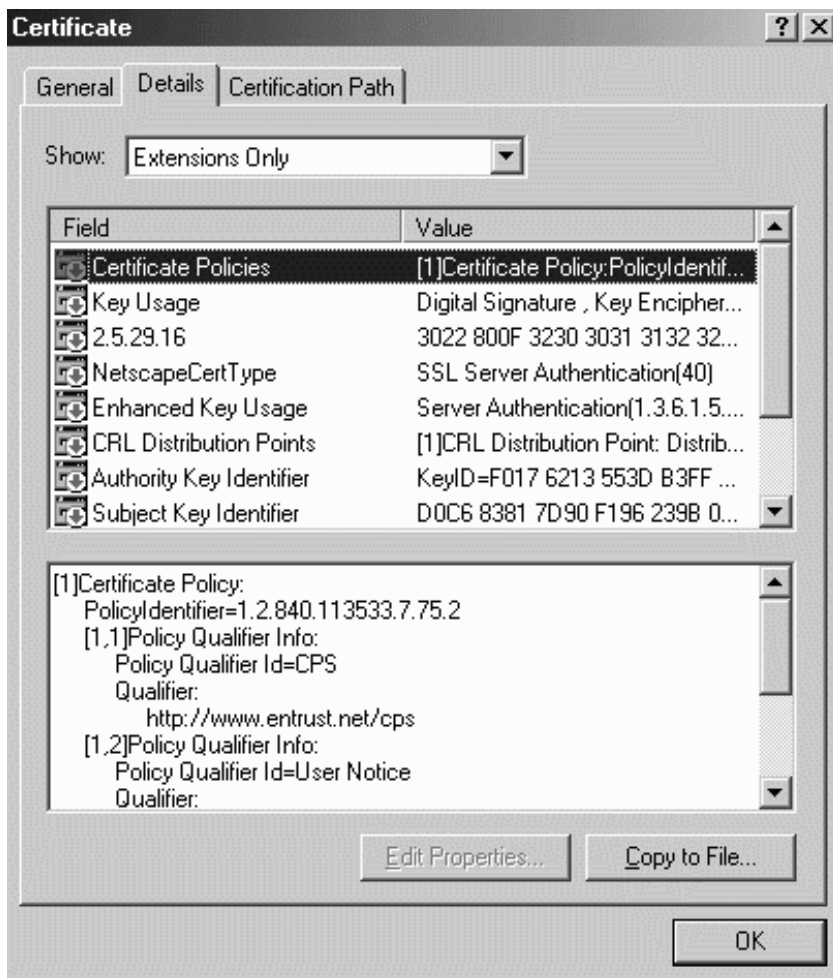 Certificate
General Details Certification Path
Show: Extensions Only
Field Value
Certificate Policies [1]Certificate Policy:PolicyIdentif...
Key Usage Digital Signature , Key Encipher...
2.5.29.16 3022 800F 3230 3031 3132 32...
NetscapeCertType SSL Server Authentication(40)
Enhanced Key Usage Server Authentication(1.3.6.1.5....
CRL Distribution Points [1]CRL Distribution Point: Distrib...
Authority Key Identifier KeyID=F017 6213 553D B3FF ...
Subject Key Identifier D0C6 8381 7D90 F196 239B 0...
[1]Certificate Policy:
PolicyIdentifier=1.2.840.113533.7.75.2
[1,1]Policy Qualifier Info:
Policy Qualifier Id=CPS
Qualifier:
http://www.entrust.net/cps
[1,2]Policy Qualifier Info:
Policy Qualifier Id=User Notice
Qualifier:
Edit Properties... Copy to File...
OK